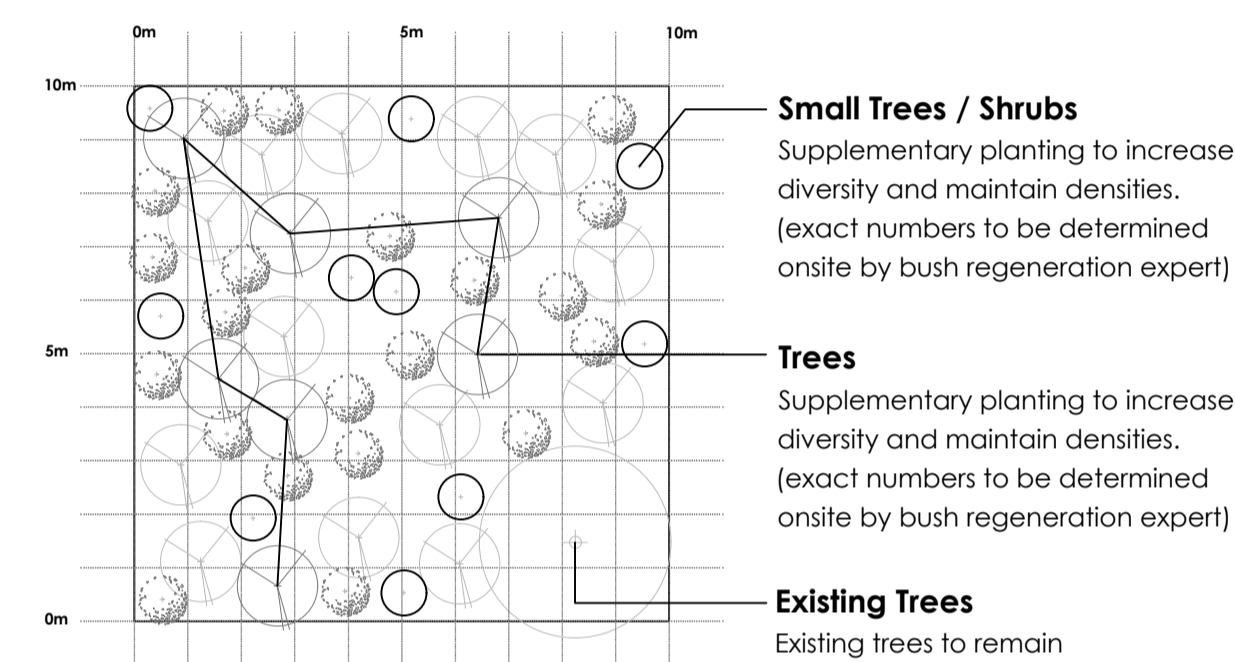 0m
5m
10m
10m
5m
0m
Small Trees / Shrubs
Supplementary planting to increase
diversity and maintain densities.
(exact numbers to be determined
onsite by bush regeneration expert)
Trees
Supplementary planting to increase
diversity and maintain densities.
(exact numbers to be determined
onsite by bush regeneration expert)
Existing Trees
Existing trees to remain